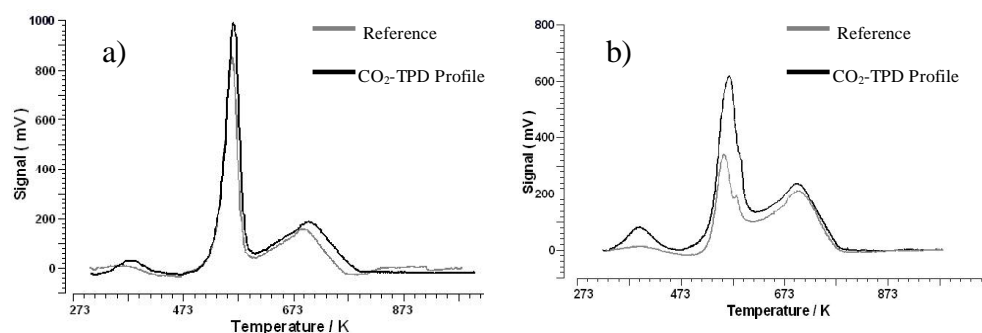 a)
Reference
CO₂-TPD Profile
1000
800
600
400
200
0
Signal ( mV )
273
473
673
873
Temperature / K
b)
Reference
CO₂-TPD Profile
800
600
400
200
0
Signal ( mV )
273
473
673
873
Temperature / K